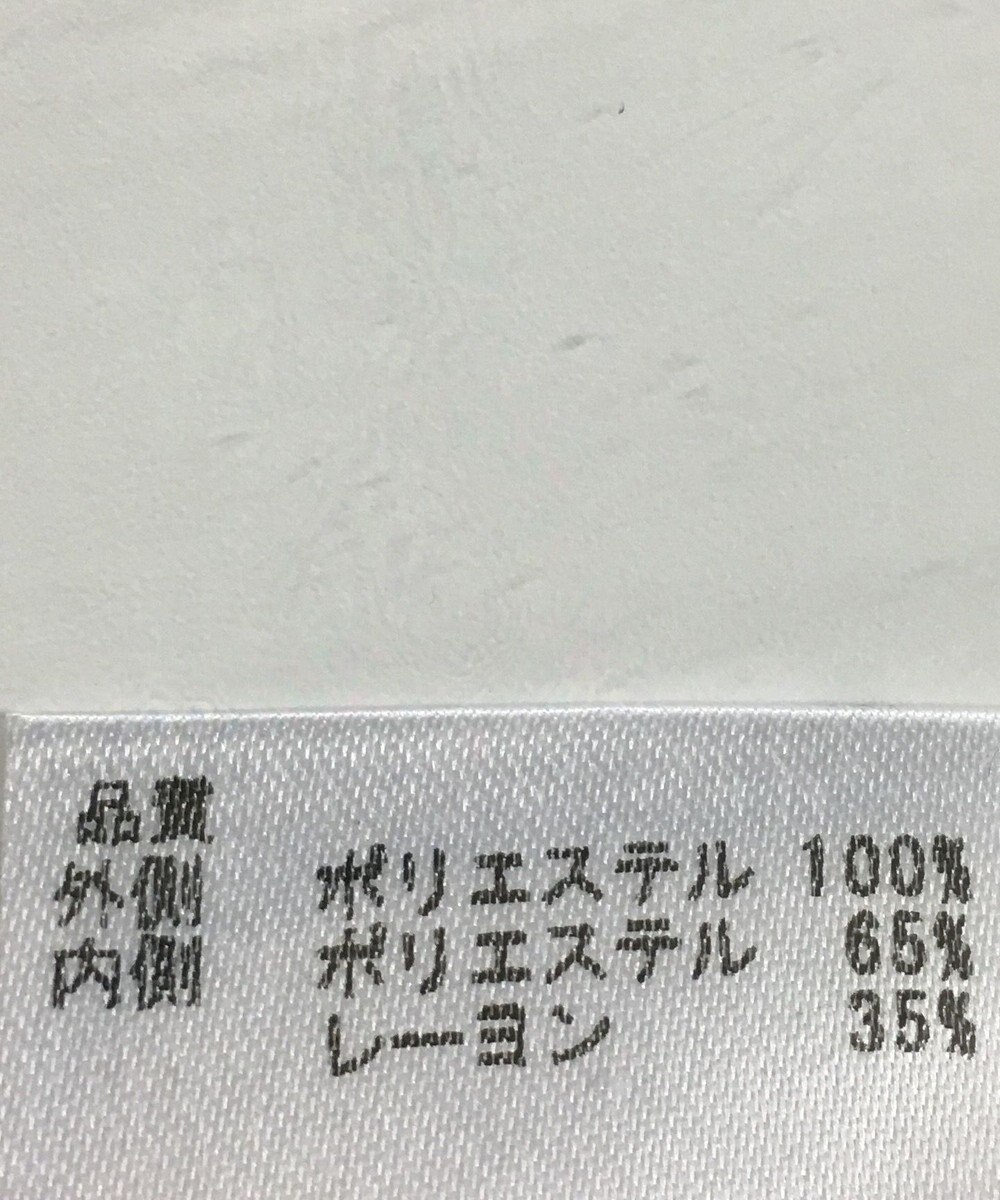 品質
外側 ポリエステル 100%
内側 ポリエステル 65%
レーヨン 35%